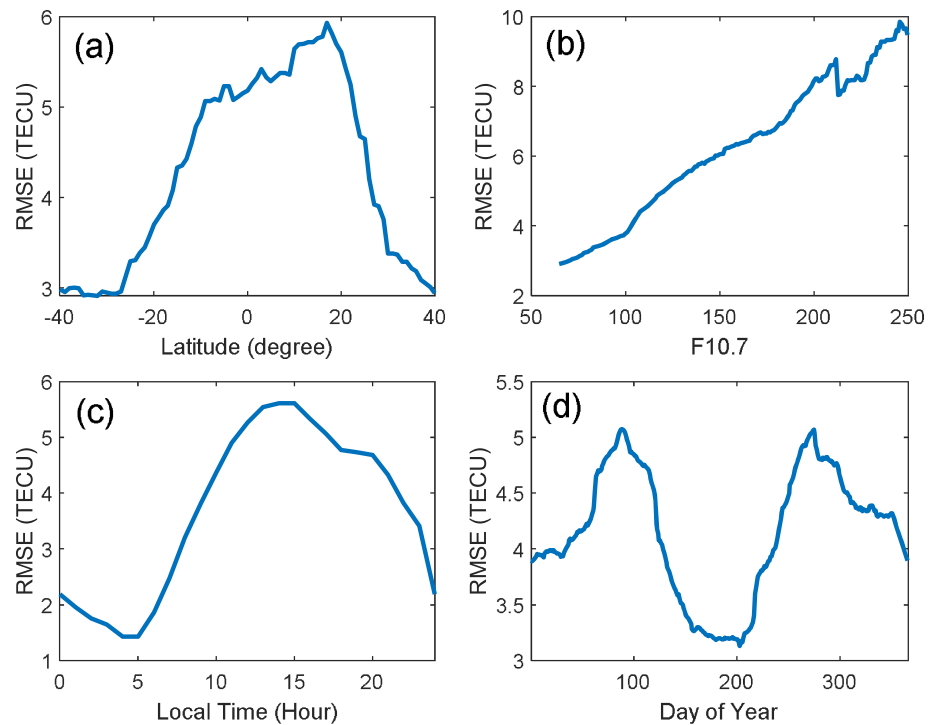 (a)
RMSE (TECU)
6
5
4
3
-40 -20 0 20 40
Latitude (degree)
(b)
RMSE (TECU)
10
8
6
4
2
50 100 150 200 250
F10.7
(c)
RMSE (TECU)
6
5
4
3
2
1
0 5 10 15 20
Local Time (Hour)
(d)
RMSE (TECU)
5.5
5
4.5
4
3.5
3
100 200 300
Day of Year